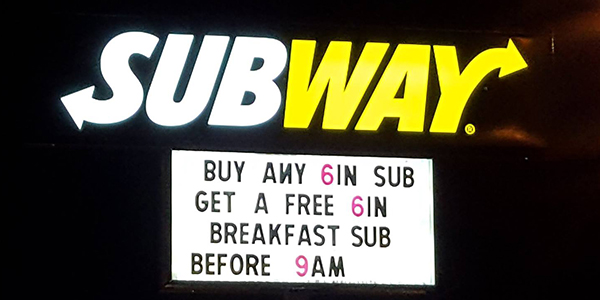 SUBWAY®
BUY ANY 6IN SUB
GET A FREE 6IN
BREAKFAST SUB
BEFORE 9AM